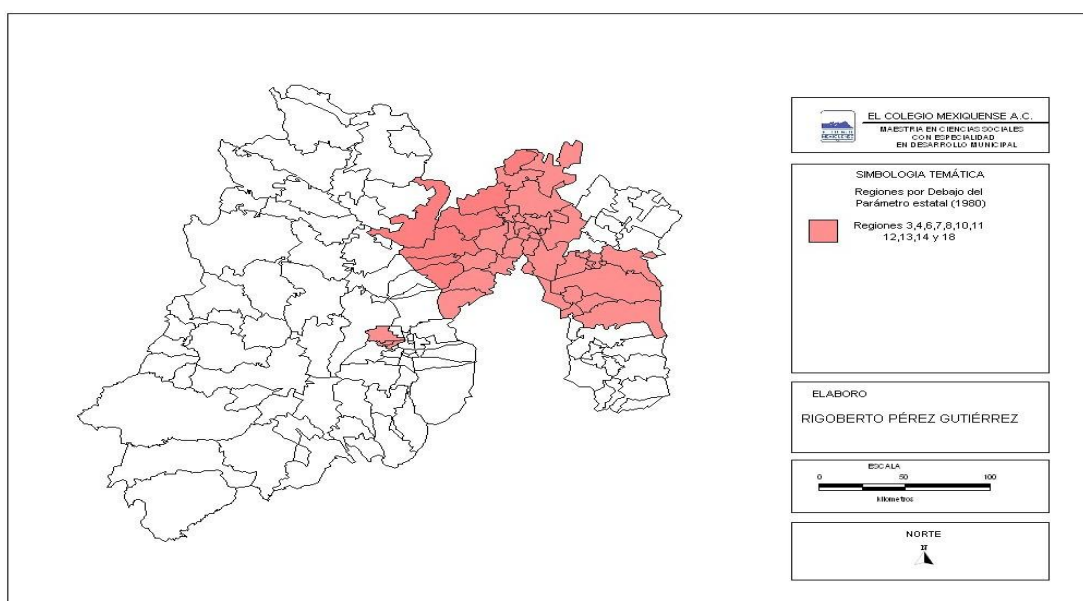 EL COLEGIO MEXIQUENSE A.C.
MAESTRIA EN CIENCIAS SOCIALES
CON ESPECIALIDAD
EN DESARROLLO MUNICIPAL
SIMBOLOGIA TEMÁTICA
Regiones por Debajo del
Parámetro estatal (1980)
Regiones 3,4,6,7,8,10,11
12,13,14 y 18
ELABORO
RIGOBERTO PÉREZ GUTIÉRREZ
ESCALA
0 50 100
kilometros
NORTE
N